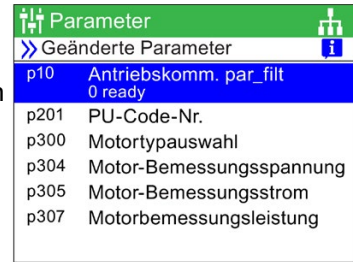 Parameter
Geänderte Parameter i
p10 Antriebskomm. par_filt
0 ready
p201 PU-Code-Nr.
p300 Motortypauswahl
p304 Motor-Bemessungsspannung
p305 Motor-Bemessungsstrom
p307 Motorbemessungsleistung